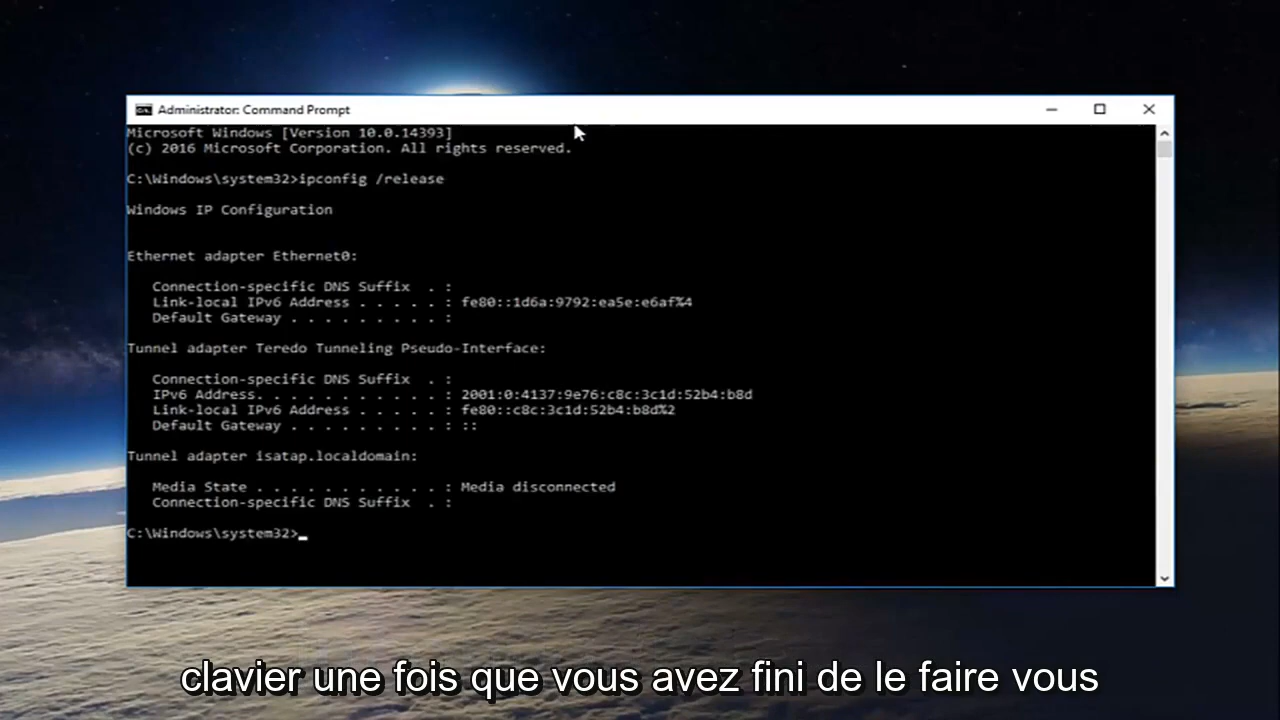 Administrator: Command Prompt
Microsoft Windows [Version 10.0.14393]
(c) 2016 Microsoft Corporation. All rights reserved.
C:\Windows\system32>ipconfig /release
Windows IP Configuration
Ethernet adapter Ethernet0:
Connection-specific DNS Suffix . :
Link-local IPv6 Address . . . . . : fe80::1d6a:9792:ea5e:e6af%4
Default Gateway . . . . . . . . . :
Tunnel adapter Teredo Tunneling Pseudo-Interface:
Connection-specific DNS Suffix . :
IPv6 Address. . . . . . . . . . . : 2001:0:4137:9e76:c8c:3c1d:52b4:b8d
Link-local IPv6 Address . . . . . : fe80::c8c:3c1d:52b4:b8d%2
Default Gateway . . . . . . . . . : ::
Tunnel adapter isatap.localdomain:
Media State . . . . . . . . . . . : Media disconnected
Connection-specific DNS Suffix . :
C:\Windows\system32>_
clavier une fois que vous avez fini de le faire vous